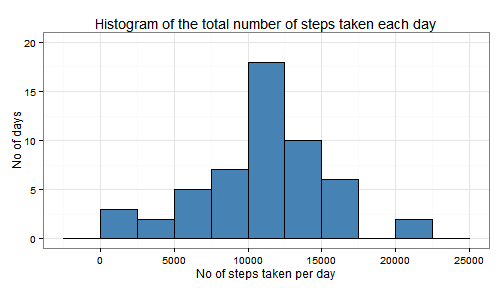 Histogram of the total number of steps taken each day
No of days
20
15
10
5
0
0 5000 10000 15000 20000 25000
No of steps taken per day